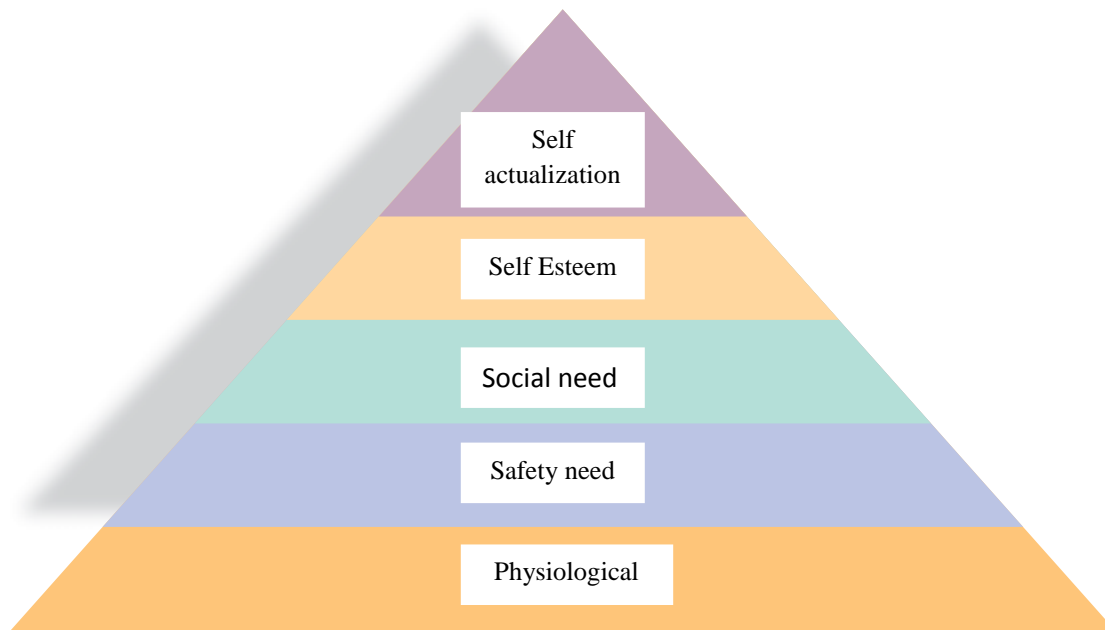 Self
actualization
Self Esteem
Social need
Safety need
Physiological